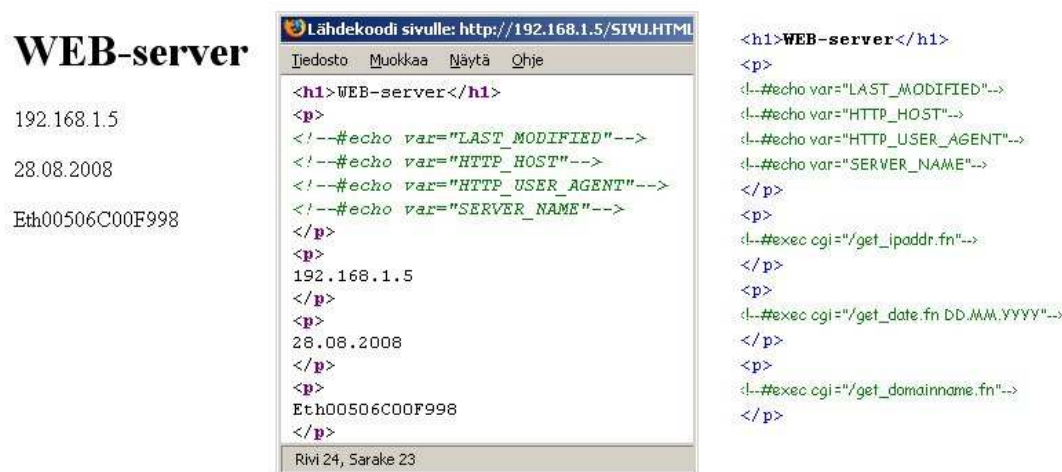 WEB-server
192.168.1.5
28.08.2008
Eth00506C00F998
Lähdekoodi sivulle: http://192.168.1.5/SIVU.HTML
Tiedosto Muokkaa Näytä Ohje
<h1>WEB-server</h1>
<p>
<!--#echo var="LAST_MODIFIED"-->
<!--#echo var="HTTP_HOST"-->
<!--#echo var="HTTP_USER_AGENT"-->
<!--#echo var="SERVER_NAME"-->
</p>
<p>
192.168.1.5
</p>
<p>
28.08.2008
</p>
<p>
Eth00506C00F998
</p>
Rivi 24, Sarake 23
<h1>WEB-server</h1>
<p>
<!--#echo var="LAST_MODIFIED"-->
<!--#echo var="HTTP_HOST"-->
<!--#echo var="HTTP_USER_AGENT"-->
<!--#echo var="SERVER_NAME"-->
</p>
<p>
<!--#exec cgi="/get_ipaddr.fn"-->
</p>
<p>
<!--#exec cgi="/get_date.fn DD.MM.YYYY"-->
</p>
<p>
<!--#exec cgi="/get_domainname.fn"-->
</p>